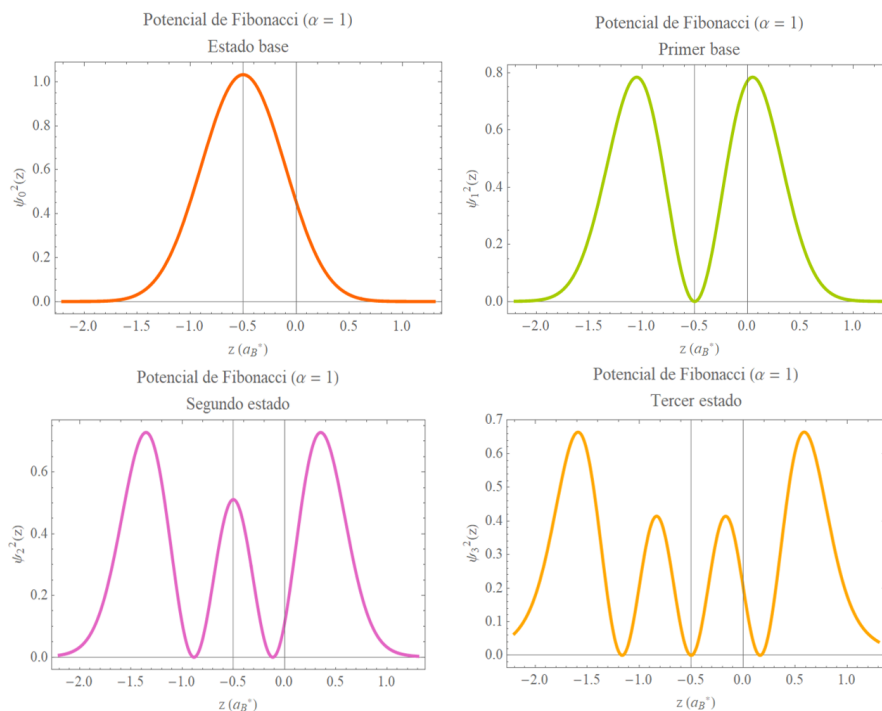 Potencial de Fibonacci (α = 1)
Estado base
1.0
0.8
0.6
0.4
0.2
0.0
ψ₀²(z)
−2.0 −1.5 −1.0 −0.5 0.0 0.5 1.0
z (a_B*)
Potencial de Fibonacci (α = 1)
Primer base
0.8
0.6
0.4
0.2
0.0
ψ₁²(z)
−2.0 −1.5 −1.0 −0.5 0.0 0.5 1.0
z (a_B*)
Potencial de Fibonacci (α = 1)
Segundo estado
0.6
0.4
0.2
0.0
ψ₂²(z)
−2.0 −1.5 −1.0 −0.5 0.0 0.5 1.0
z (a_B*)
Potencial de Fibonacci (α = 1)
Tercer estado
0.7
0.6
0.5
0.4
0.3
0.2
0.1
0.0
ψ₃²(z)
−2.0 −1.5 −1.0 −0.5 0.0 0.5 1.0
z (a_B*)